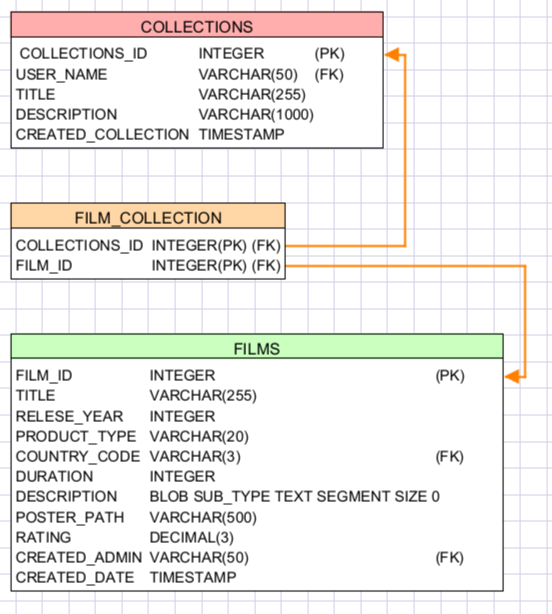 COLLECTIONS
COLLECTIONS_ID INTEGER (PK)
USER_NAME VARCHAR(50) (FK)
TITLE VARCHAR(255)
DESCRIPTION VARCHAR(1000)
CREATED_COLLECTION TIMESTAMP
FILM_COLLECTION
COLLECTIONS_ID INTEGER(PK) (FK)
FILM_ID INTEGER(PK) (FK)
FILMS
FILM_ID INTEGER (PK)
TITLE VARCHAR(255)
RELESE_YEAR INTEGER
PRODUCT_TYPE VARCHAR(20)
COUNTRY_CODE VARCHAR(3) (FK)
DURATION INTEGER
DESCRIPTION BLOB SUB_TYPE TEXT SEGMENT SIZE 0
POSTER_PATH VARCHAR(500)
RATING DECIMAL(3)
CREATED_ADMIN VARCHAR(50) (FK)
CREATED_DATE TIMESTAMP